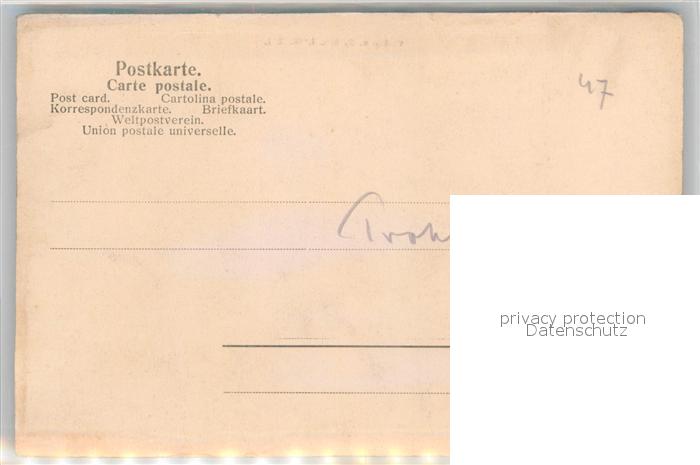 Postkarte.
Carte postale.
Post card. Cartolina postale.
Korrespondenzkarte. Briefkaart.
Weltpostverein.
Union postale universelle.
47
privacy protection
Datenschutz